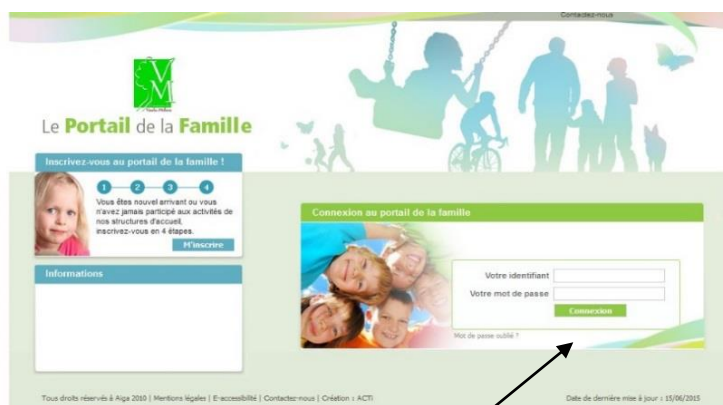 Contactez-nous
VM
Le Portail de la Famille
Inscrivez-vous au portail de la famille !
1 2 3 4
Vous êtes nouvel arrivant ou vous
n'avez jamais participé aux activités de
nos structures d'accueil,
inscrivez-vous en 4 étapes.
M'inscrire
Informations
Connexion au portail de la famille
Votre identifiant
Votre mot de passe
Connexion
Mot de passe oublié ?
Tous droits réservés à Aiga 2010 | Mentions légales | E-accessibilité | Contactez-nous | Création : ACTI
Date de dernière mise à jour : 15/06/2015